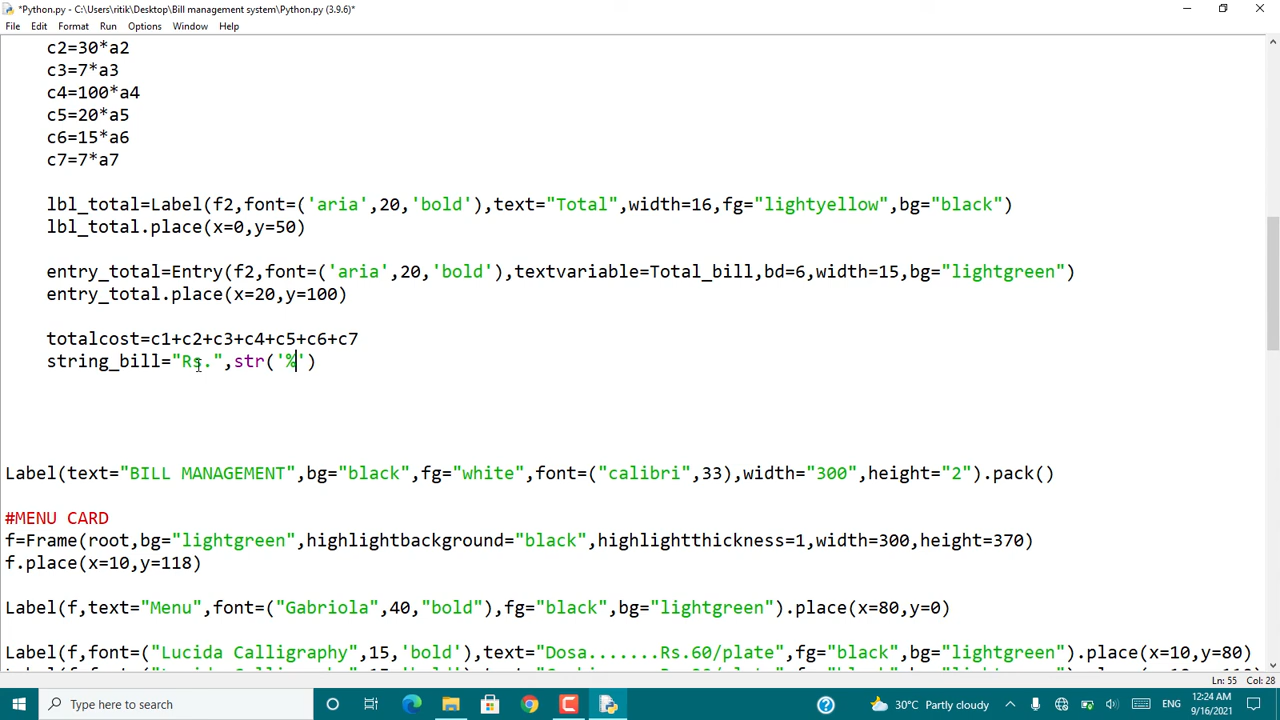 *Python.py - C:\Users\ritik\Desktop\Bill management system\Python.py (3.9.6)*
File Edit Format Run Options Window Help
c2=30*a2
c3=7*a3
c4=100*a4
c5=20*a5
c6=15*a6
c7=7*a7
lbl_total=Label(f2,font=('aria',20,'bold'),text="Total",width=16,fg="lightyellow",bg="black")
lbl_total.place(x=0,y=50)
entry_total=Entry(f2,font=('aria',20,'bold'),textvariable=Total_bill,bd=6,width=15,bg="lightgreen")
entry_total.place(x=20,y=100)
totalcost=c1+c2+c3+c4+c5+c6+c7
string_bill="Rs.",str('%')
Label(text="BILL MANAGEMENT",bg="black",fg="white",font=("calibri",33),width="300",height="2").pack()
#MENU CARD
f=Frame(root,bg="lightgreen",highlightbackground="black",highlightthickness=1,width=300,height=370)
f.place(x=10,y=118)
Label(f,text="Menu",font=("Gabriola",40,"bold"),fg="black",bg="lightgreen").place(x=80,y=0)
Label(f,font=("Lucida Calligraphy",15,'bold'),text="Dosa.......Rs.60/plate",fg="black",bg="lightgreen").place(x=10,y=80)
Ln: 55 Col: 28
Type here to search
30°C Partly cloudy
ENG
12:24 AM
9/16/2021